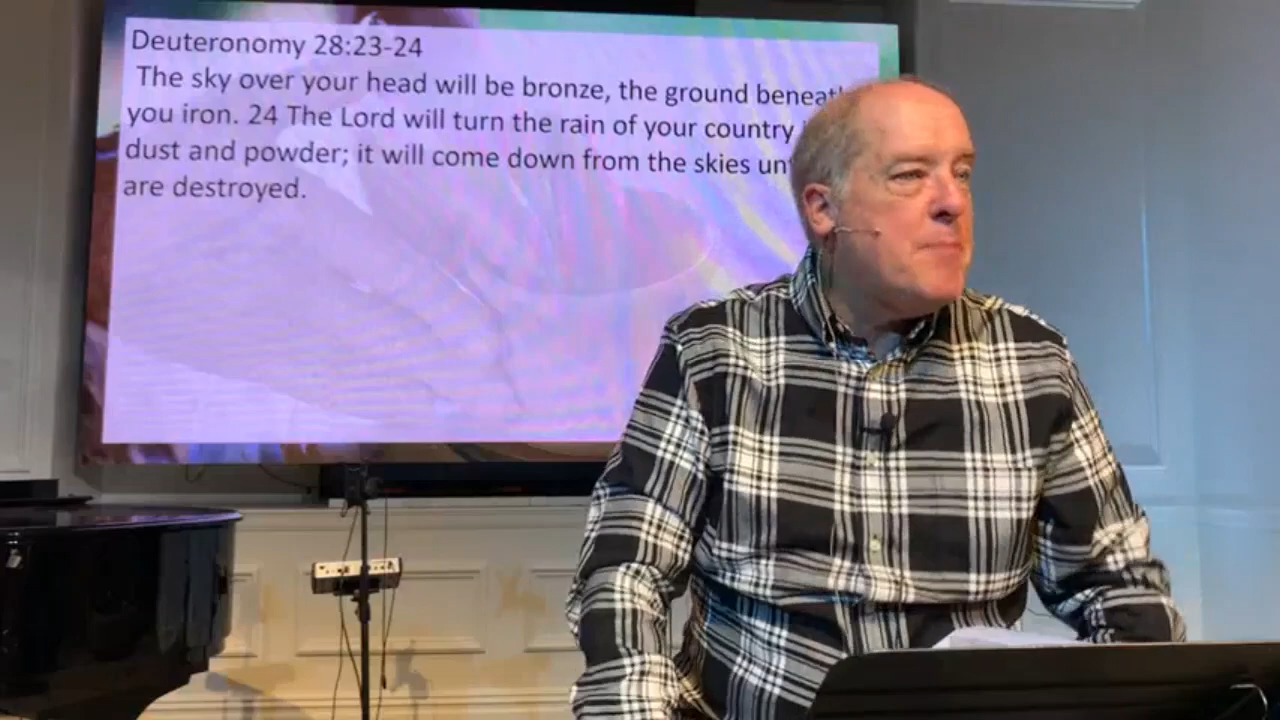 Deuteronomy 28:23-24
The sky over your head will be bronze, the ground
you iron. 24 The Lord will turn the rain of your country
dust and powder; it will come down from the skies
are destroyed.